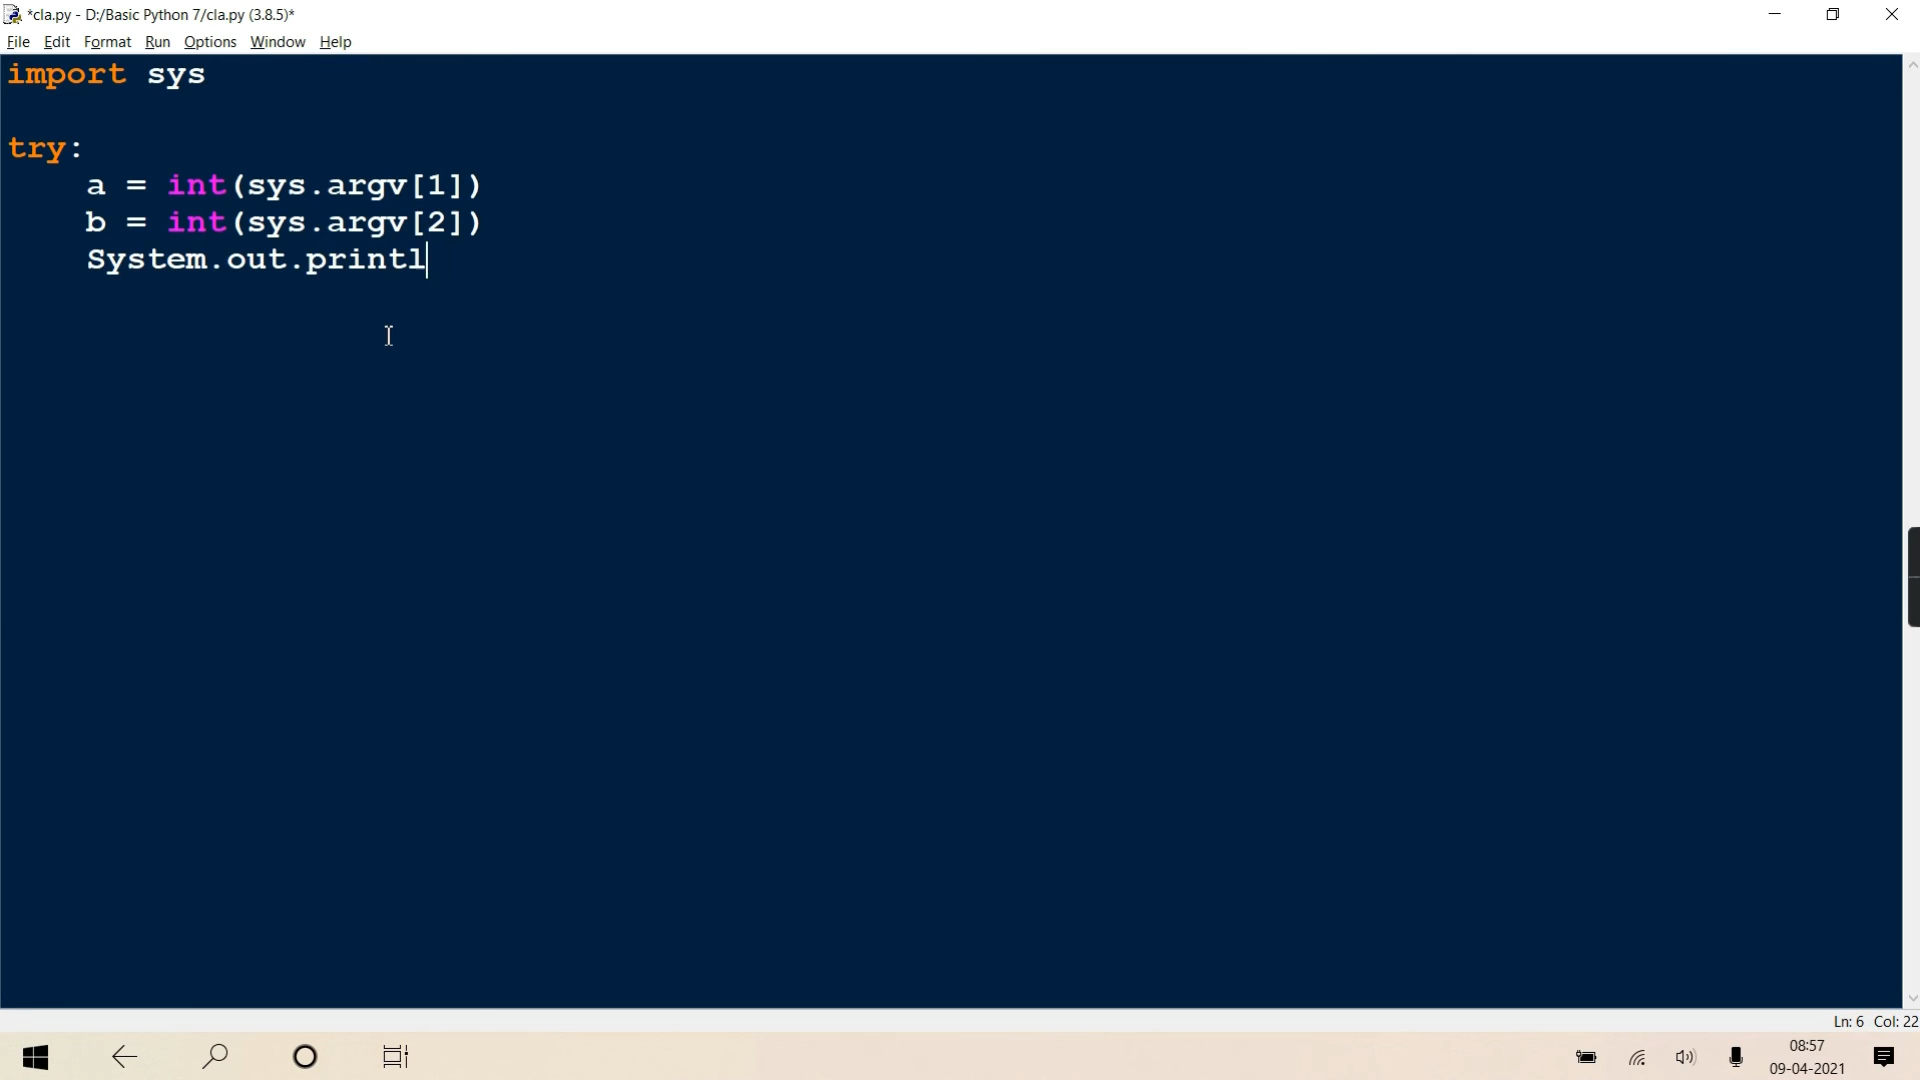 *cla.py - D:/Basic Python 7/cla.py (3.8.5)*
File Edit Format Run Options Window Help
import sys
try:
a = int(sys.argv[1])
b = int(sys.argv[2])
System.out.printl
Ln: 6 Col: 22
08:57
09-04-2021